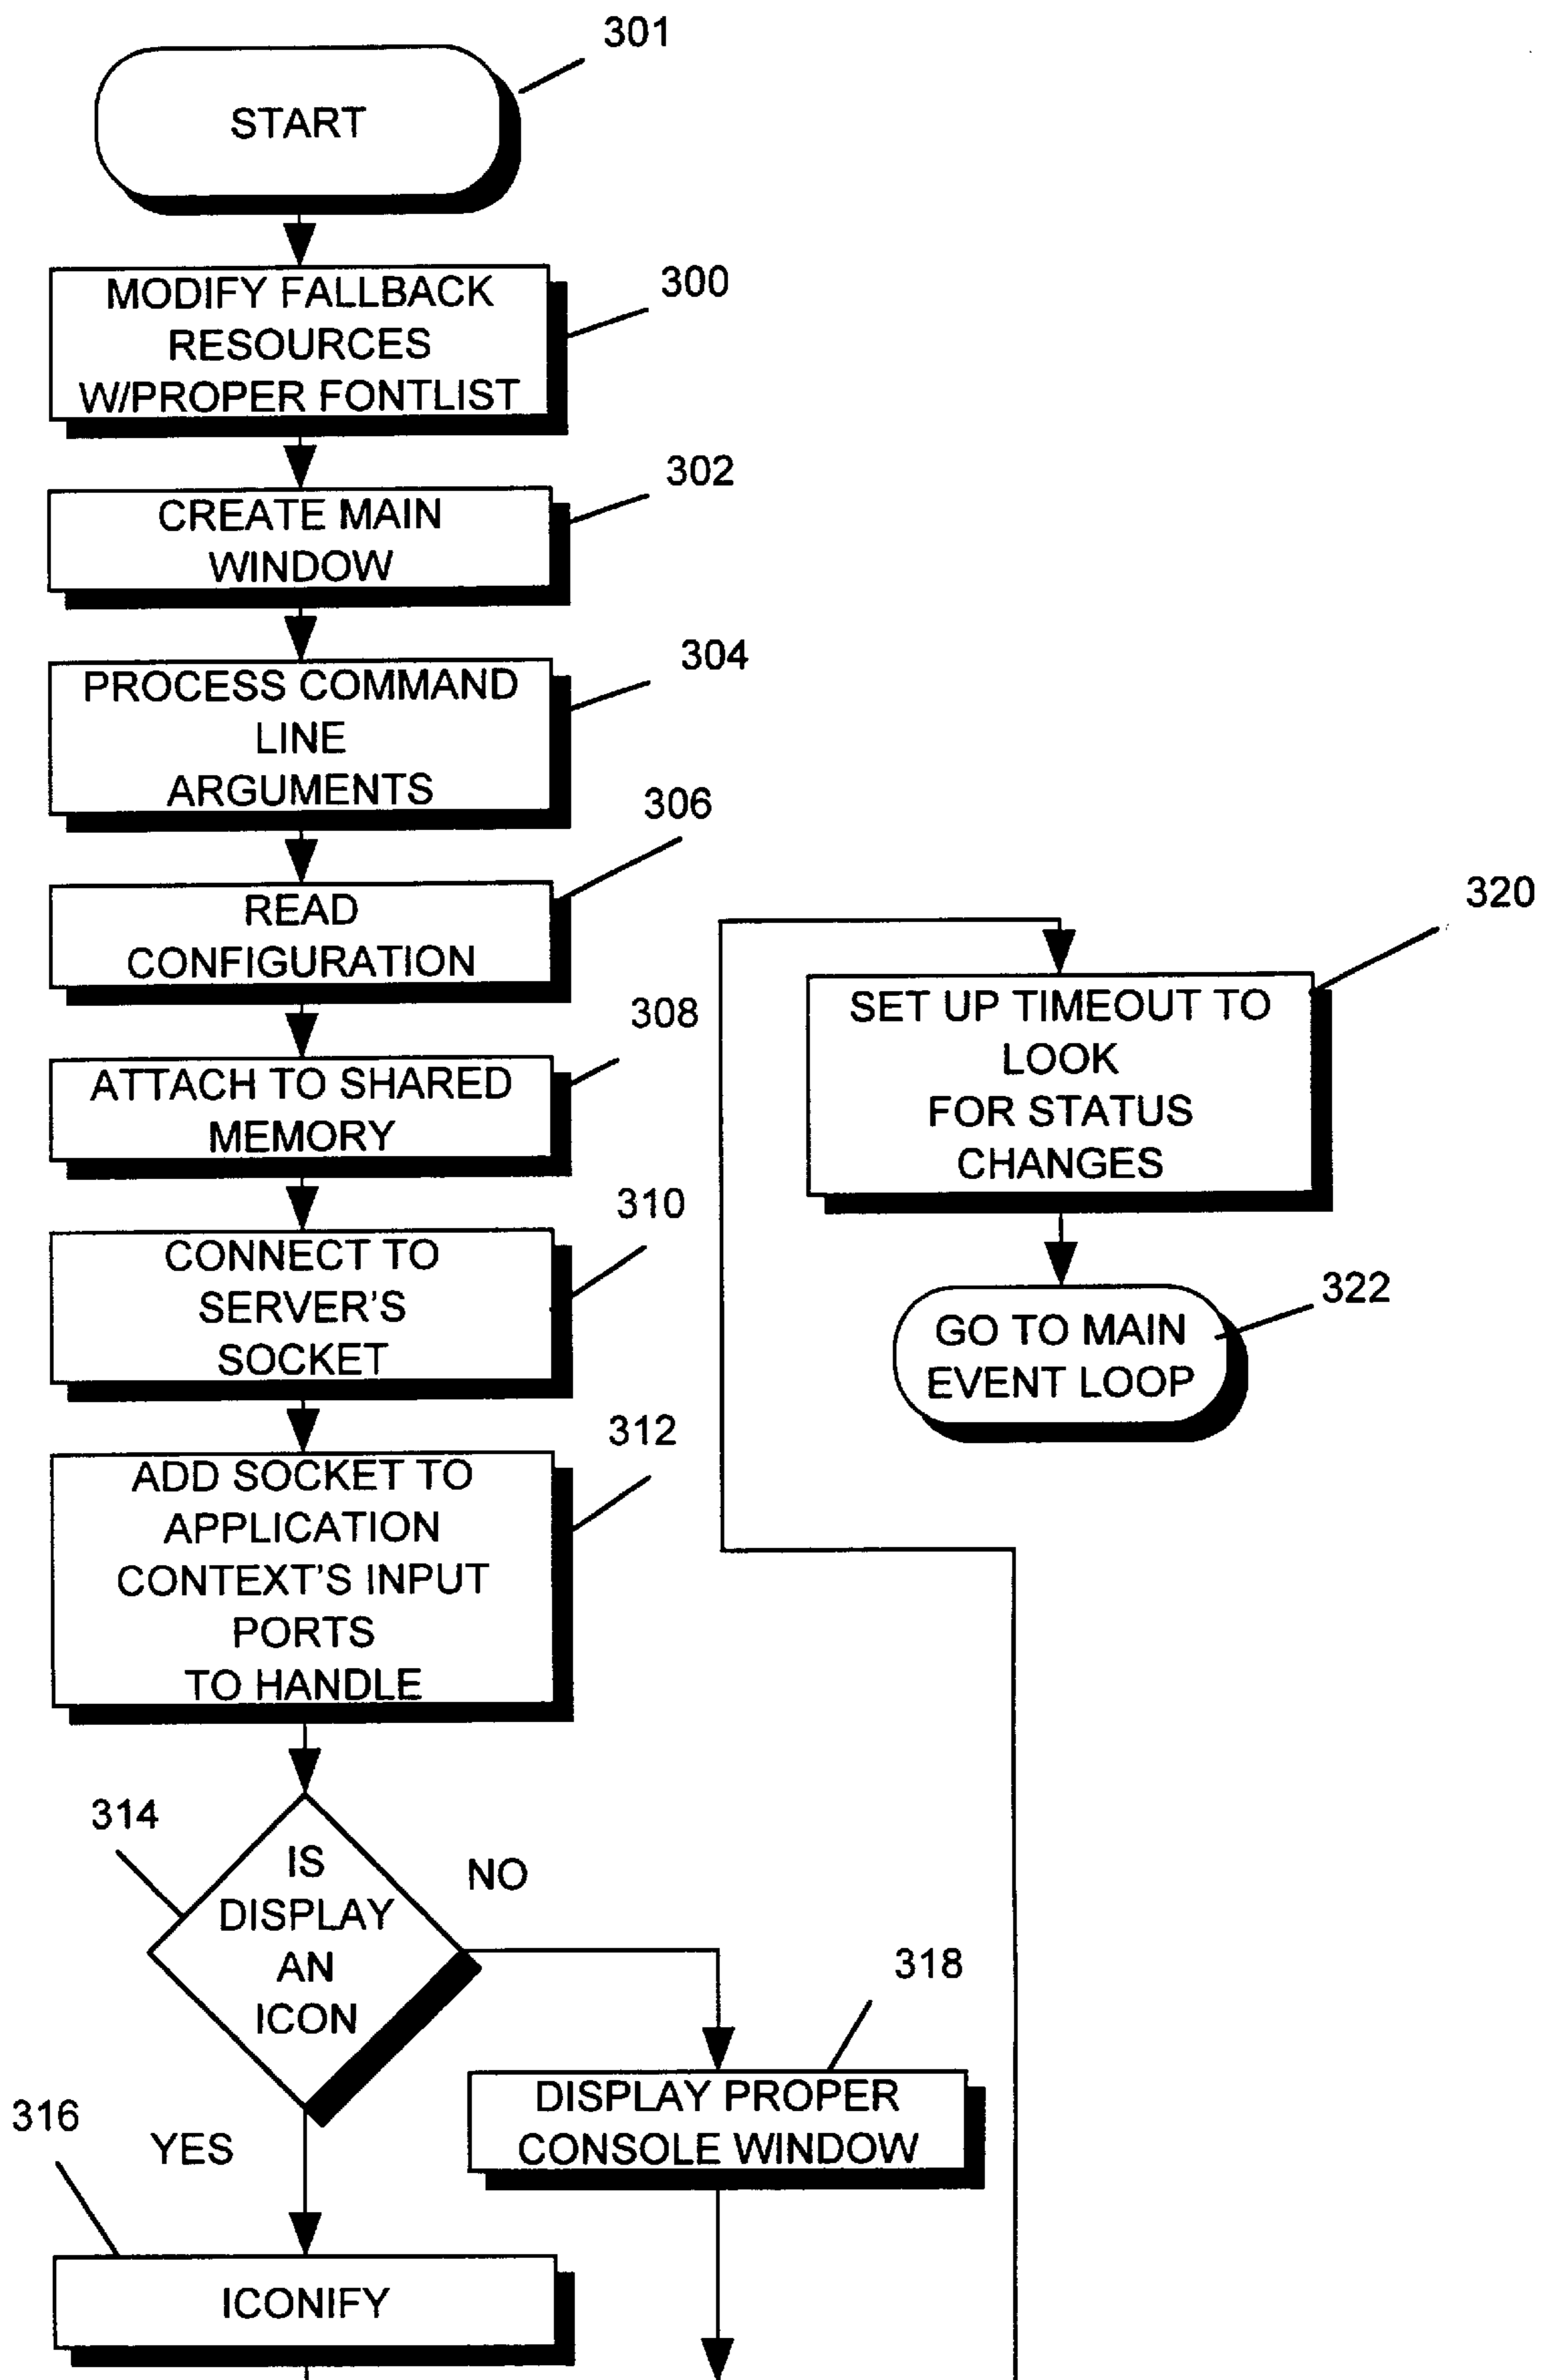 301
START
300
MODIFY FALLBACK
RESOURCES
W/PROPER FONTLIST
302
CREATE MAIN
WINDOW
304
PROCESS COMMAND
LINE
ARGUMENTS
306
READ
CONFIGURATION
308
ATTACH TO SHARED
MEMORY
310
CONNECT TO
SERVER'S
SOCKET
312
ADD SOCKET TO
APPLICATION
CONTEXT'S INPUT
PORTS
TO HANDLE
314
IS
DISPLAY
AN
ICON
NO
YES
316
ICONIFY
318
DISPLAY PROPER
CONSOLE WINDOW
320
SET UP TIMEOUT TO
LOOK
FOR STATUS
CHANGES
322
GO TO MAIN
EVENT LOOP